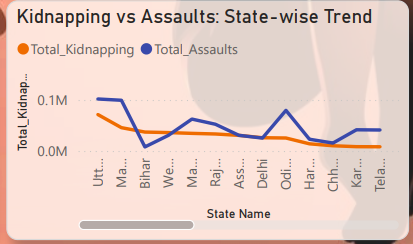 Kidnapping vs Assaults: State-wise Trend
Total_Kidnapping Total_Assaults
Total_Kidnap...
0.1M
0.0M
Utt... Ma... Bihar We... Ma... Raj... Ass... Delhi Odi... Har... Chh... Kar... Tela...
State Name